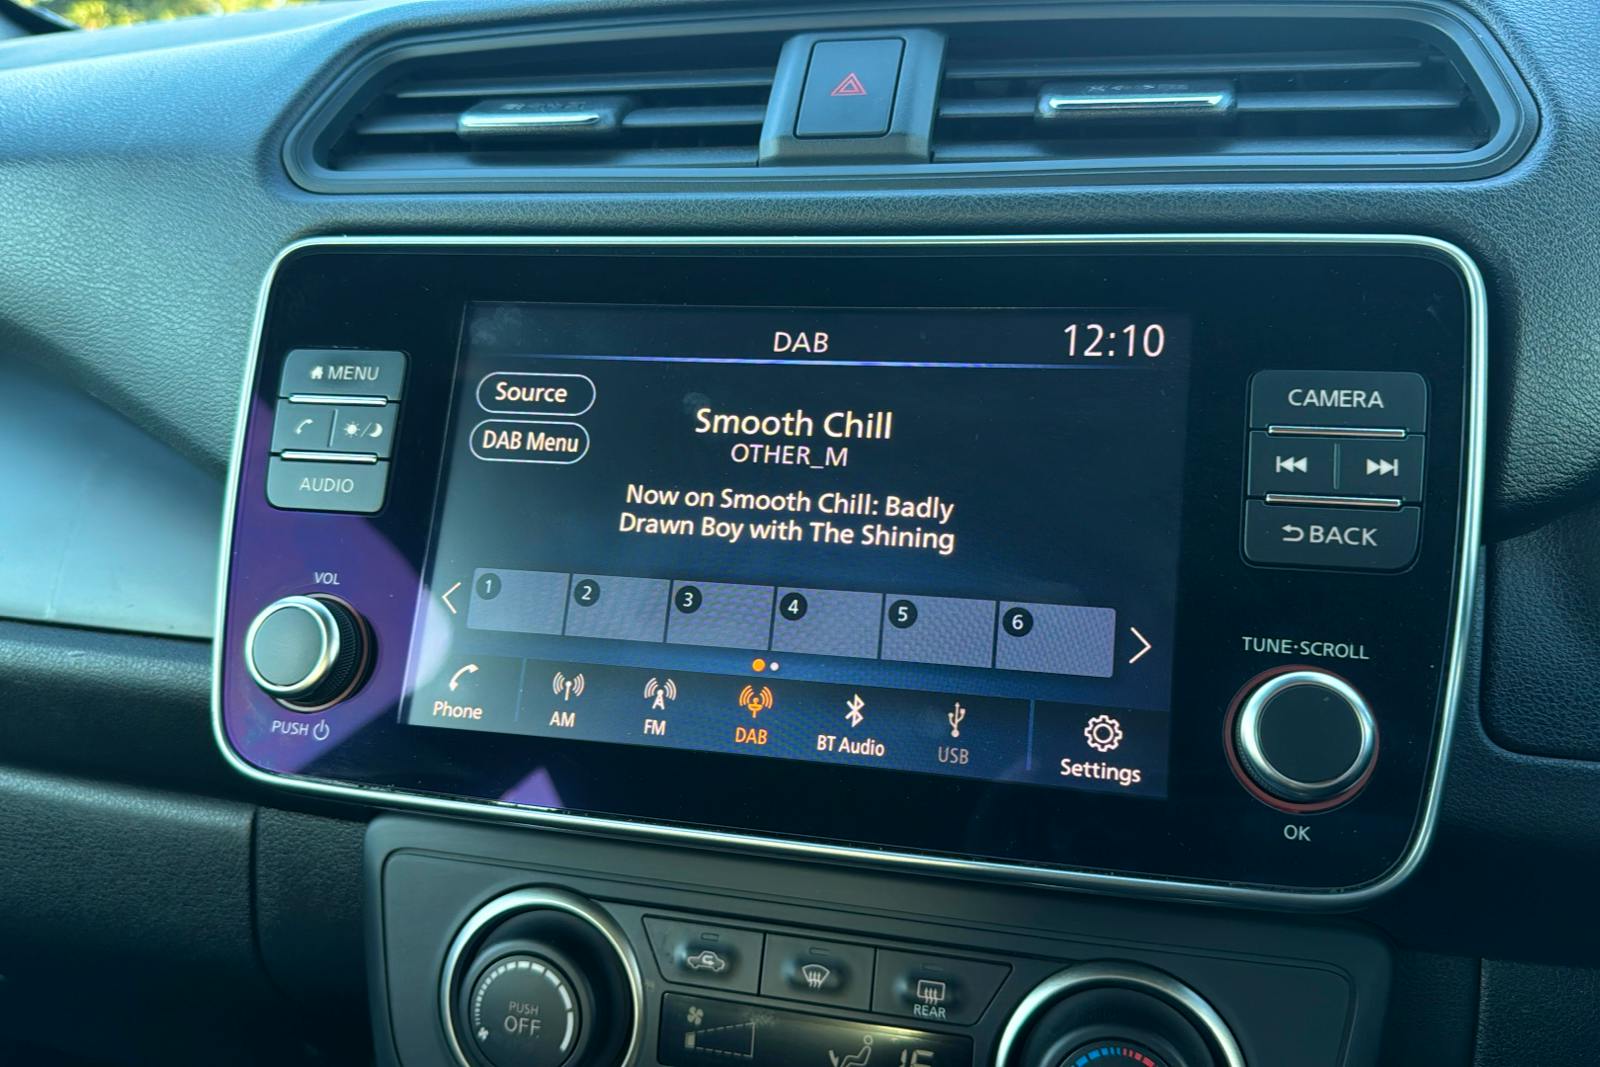 DAB
12:10
MENU
AUDIO
VOL
PUSH
Source
DAB Menu
Smooth Chill
OTHER_M
Now on Smooth Chill: Badly
Drawn Boy with The Shining
1 2 3 4 5 6
Phone
AM
FM
DAB
BT Audio
USB
Settings
CAMERA
BACK
TUNE·SCROLL
OK
PUSH
OFF
REAR